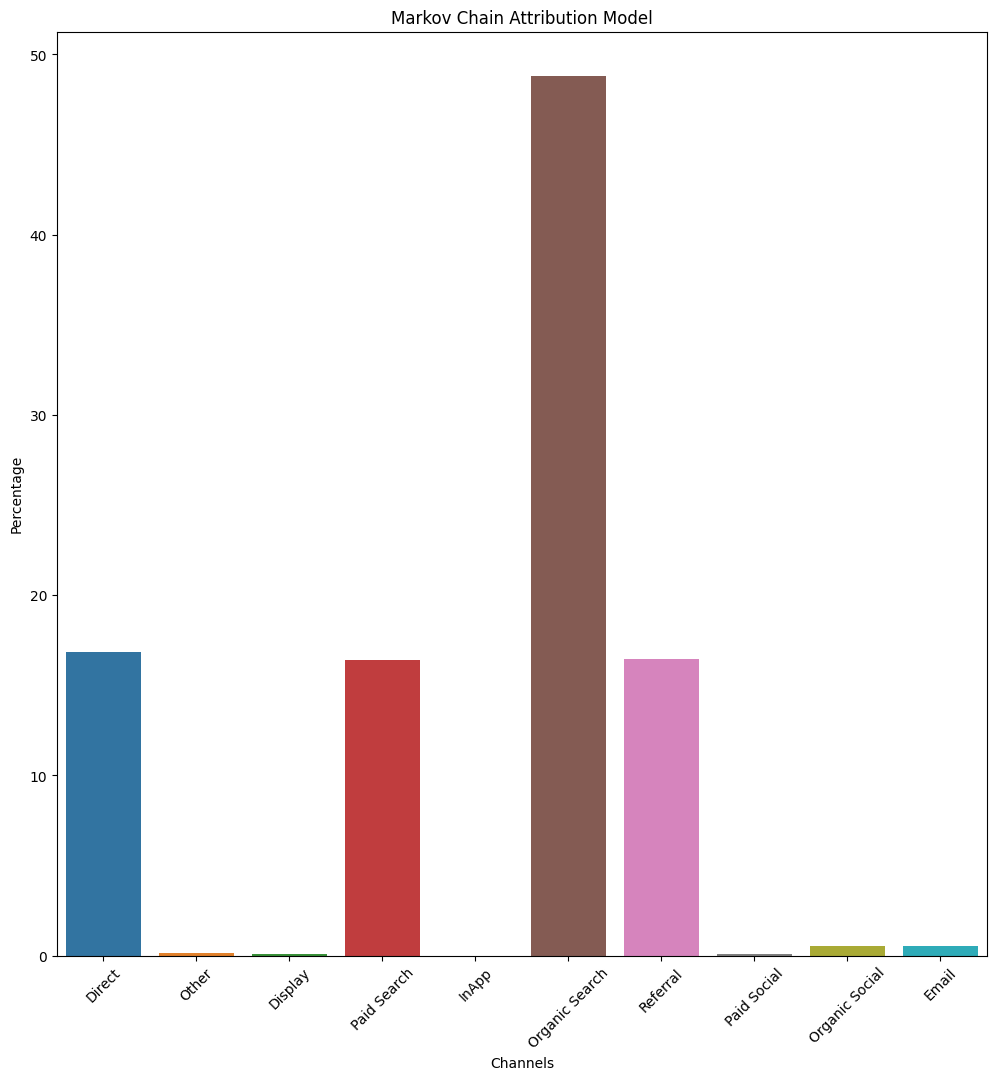 Markov Chain Attribution Model
50
40
30
20
10
0
Percentage
Direct
Other
Display
Paid Search
InApp
Organic Search
Referral
Paid Social
Organic Social
Email
Channels